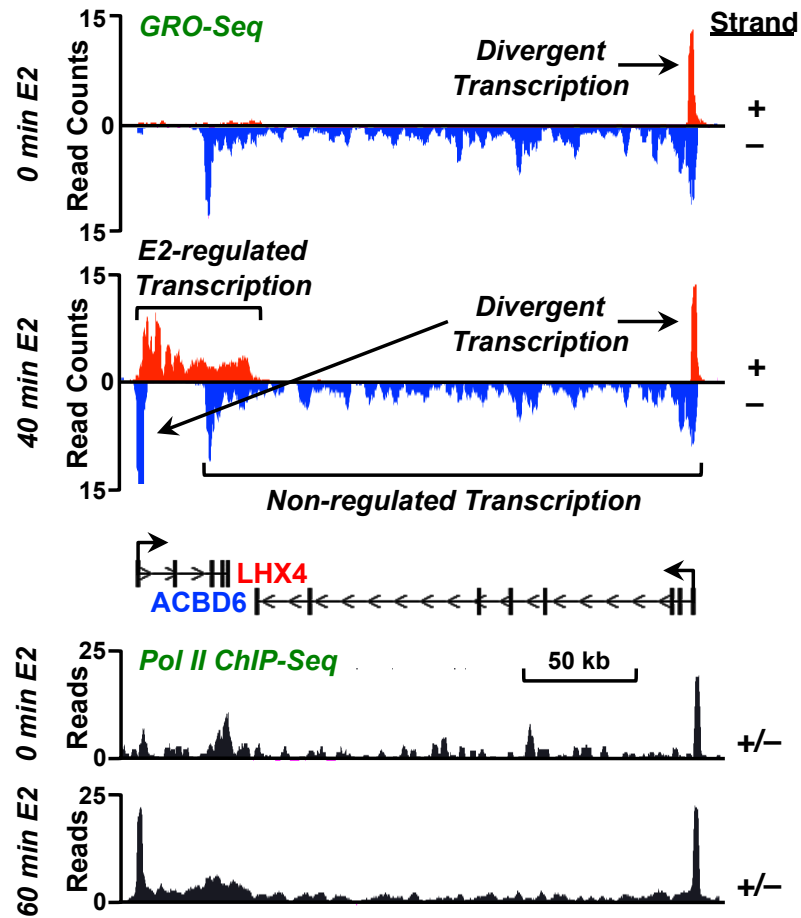 GRO-Seq
Strand
0 min E2
Read Counts
15
0
15
Divergent
Transcription
+
−
40 min E2
Read Counts
15
0
15
E2-regulated
Transcription
Divergent
Transcription
+
−
Non-regulated Transcription
LHX4
ACBD6
0 min E2
Reads
25
0
Pol II ChIP-Seq
50 kb
+/−
60 min E2
Reads
25
0
+/−